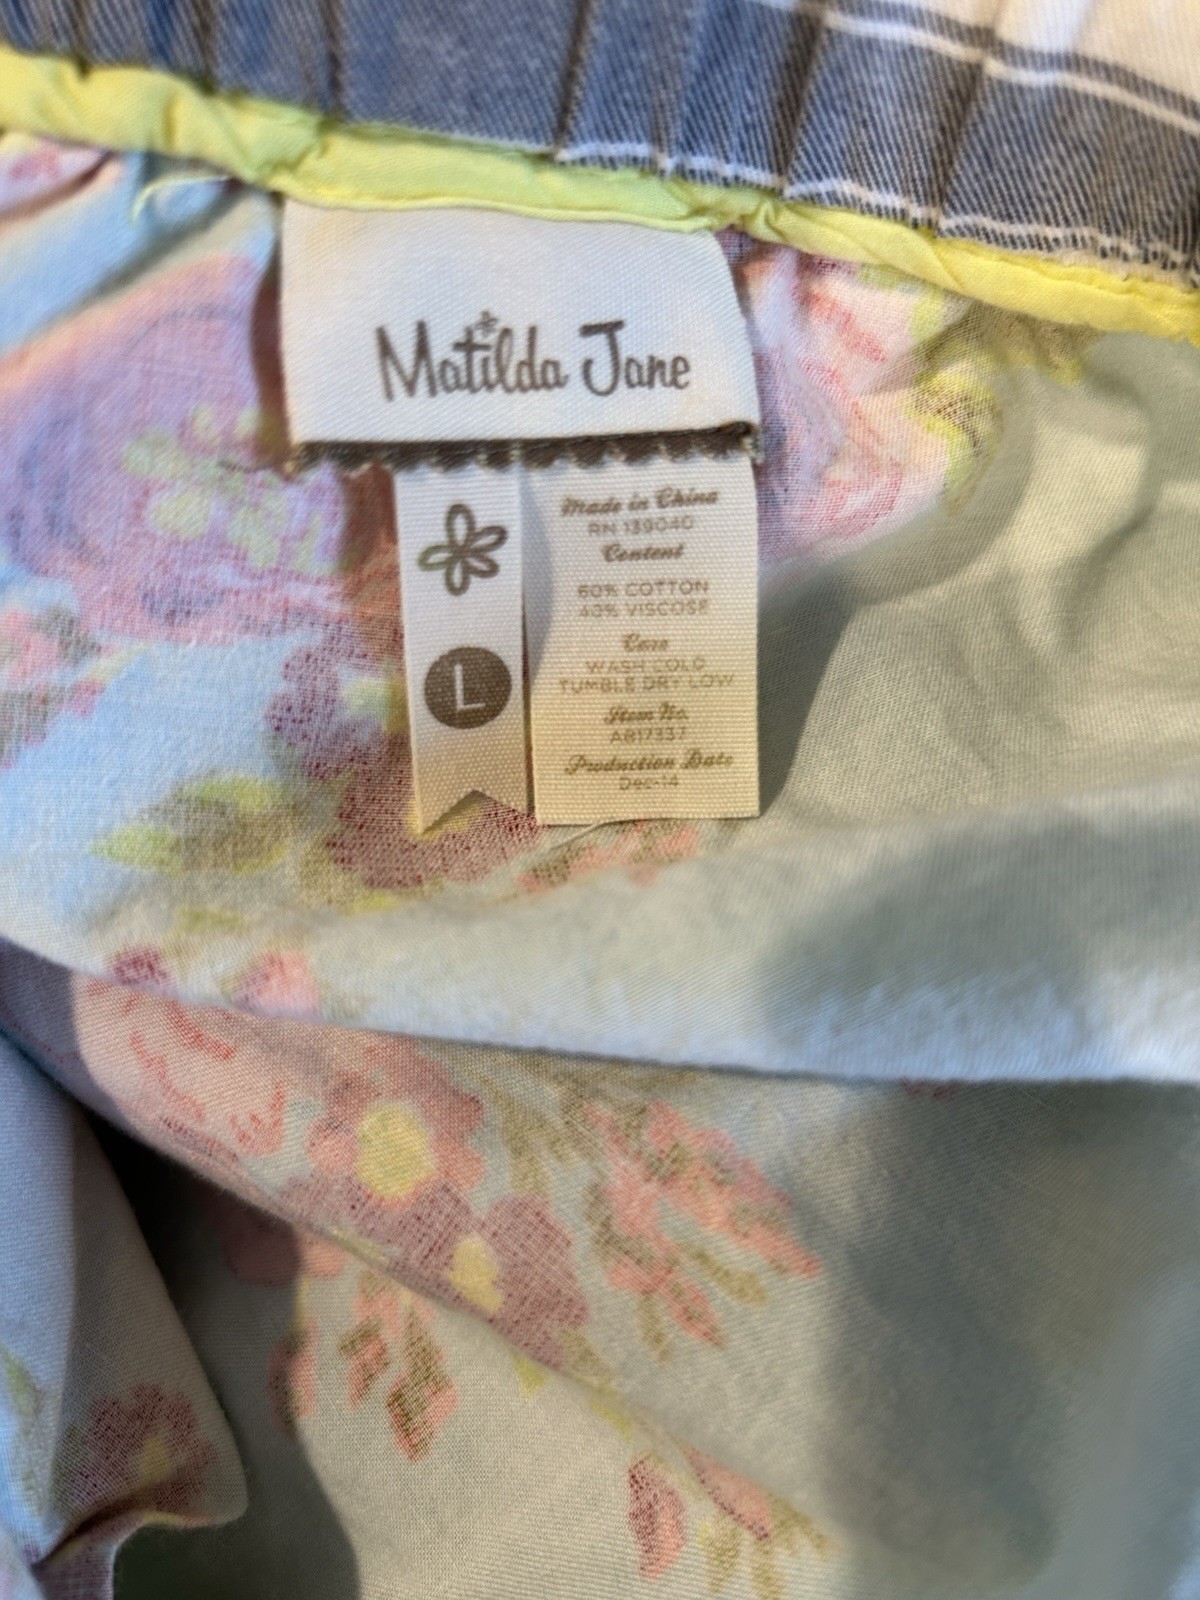 Matilda Jane
L
Made in China
RN 139040
Content
60% COTTON
40% VISCOSE
Care
WASH COLD
TUMBLE DRY LOW
Item No.
AB17337
Production Date
Dec-14